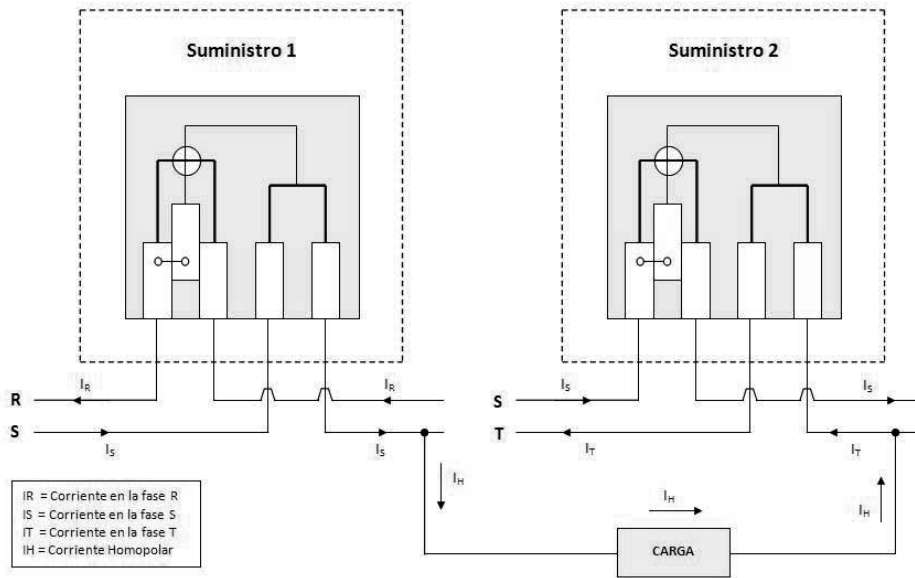 Suministro 1
Suministro 2
IR
IR
IS
IS
R
S
S
T
IS
IS
IT
IT
IH
IH
IH
CARGA
IR = Corriente en la fase R
IS = Corriente en la fase S
IT = Corriente en la fase T
IH = Corriente Homopolar